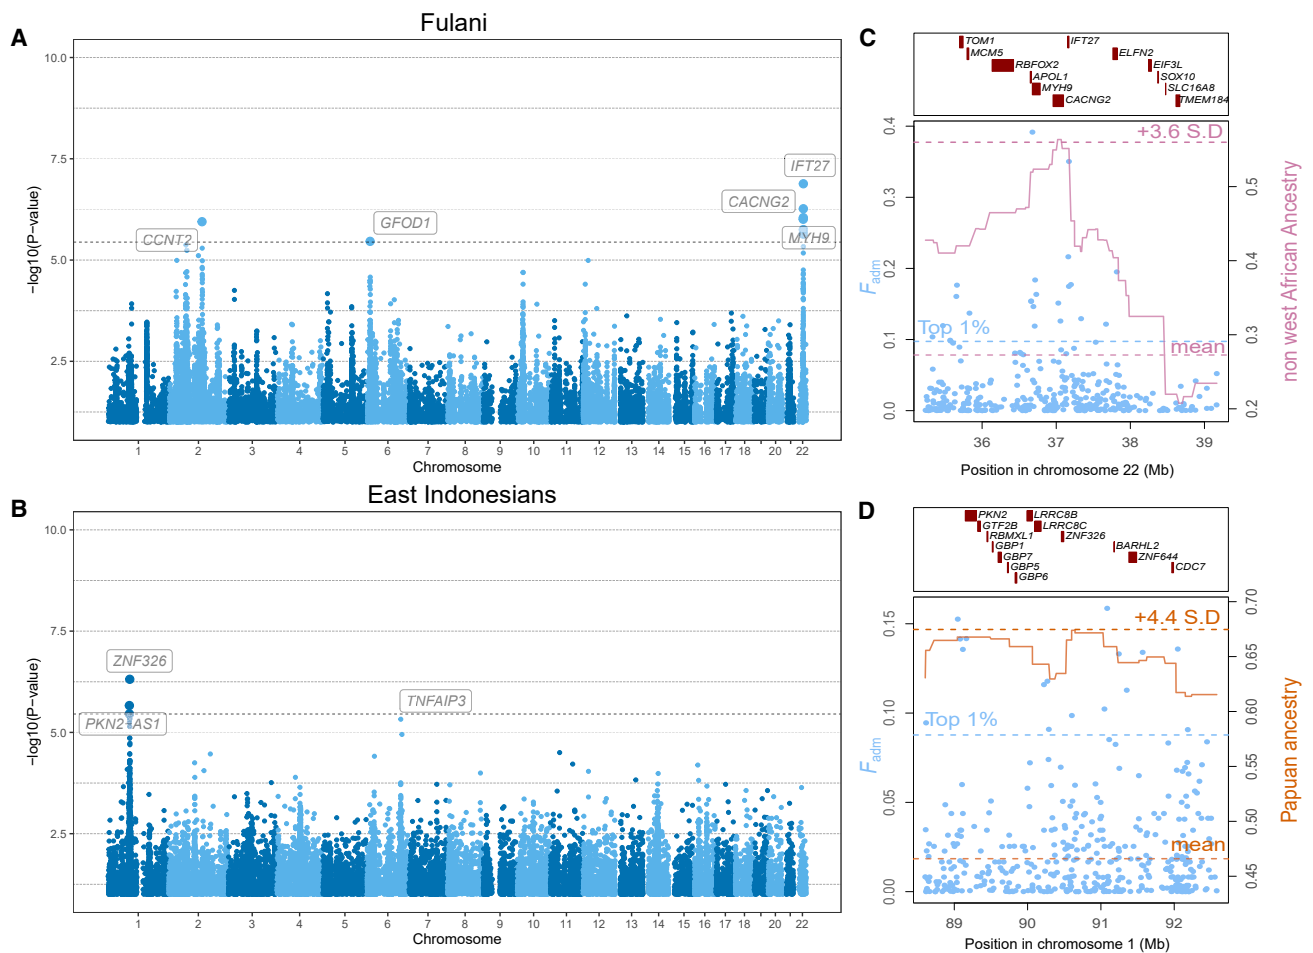 A
Fulani
−log10(P−value)
10.0
7.5
5.0
2.5
CCNT2
GFOD1
IFT27
CACNG2
MYH9
1 2 3 4 5 6 7 8 9 10 11 12 13 14 15 16 17 18 19 20 22
Chromosome
B
East Indonesians
−log10(P−value)
10.0
7.5
5.0
2.5
ZNF326
PKN2-AS1
TNFAIP3
1 2 3 4 5 6 7 8 9 10 11 12 13 14 15 16 17 18 19 20 22
Chromosome
C
TOM1
IFT27
MCM5
ELFN2
RBFOX2
EIF3L
APOL1
SOX10
MYH9
SLC16A8
CACNG2
TMEM184
+3.6 S.D
Top 1%
mean
Fadm
0.4
0.3
0.2
0.1
0.0
0.5
0.4
0.3
0.2
non west African Ancestry
36 37 38 39
Position in chromosome 22 (Mb)
D
PKN2
LRRC8B
GTF2B
LRRC8C
RBMXL1
ZNF326
GBP1
BARHL2
GBP7
ZNF644
GBP5
CDC7
GBP6
+4.4 S.D
Top 1%
mean
Fadm
0.15
0.10
0.05
0.00
0.70
0.65
0.60
0.55
0.50
0.45
Papuan ancestry
89 90 91 92
Position in chromosome 1 (Mb)